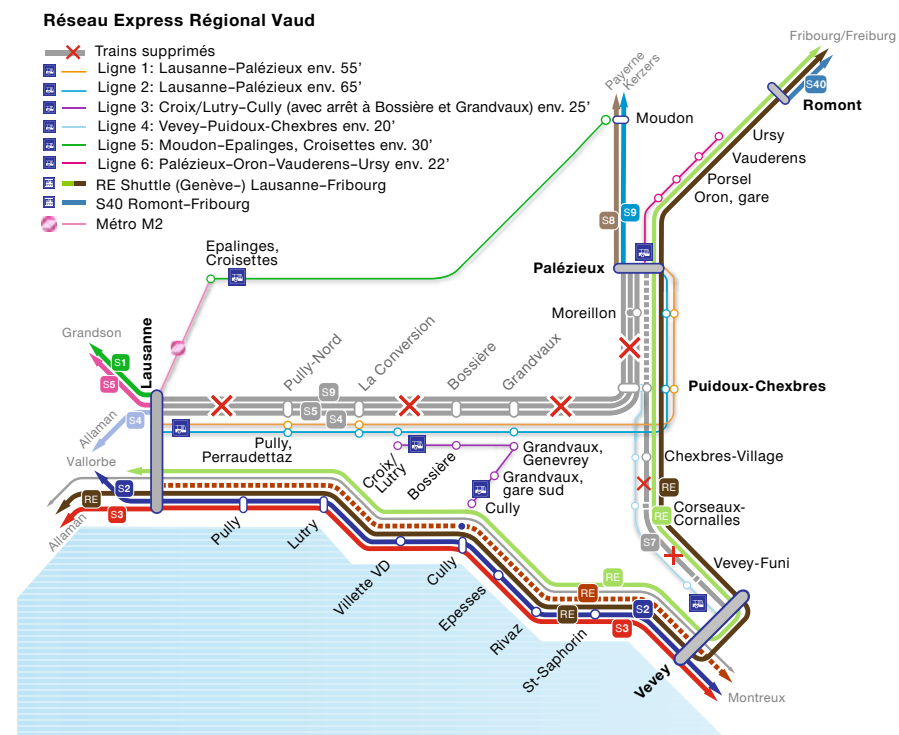 Réseau Express Régional Vaud
Trains supprimés
Ligne 1: Lausanne–Palézieux env. 55’
Ligne 2: Lausanne–Palézieux env. 65’
Ligne 3: Croix/Lutry–Cully (avec arrêt à Bossière et Grandvaux) env. 25’
Ligne 4: Vevey–Puidoux-Chexbres env. 20’
Ligne 5: Moudon-Epalinges, Croisettes env. 30’
Ligne 6: Palézieux-Oron-Vauderens-Ursy env. 22’
RE Shuttle (Genève–) Lausanne–Fribourg
S40 Romont–Fribourg
Métro M2
Fribourg/Freiburg
S40
Romont
Payerne
Kerzers
Moudon
Ursy
Vauderens
Porsel
Oron, gare
S8
S9
Epalinges,
Croisettes
Palézieux
Moreillon
Grandson
S1
S5
Lausanne
Allaman
S4
Pully-Nord
La Conversion
Bossière
Grandvaux
S9
S5
S4
Puidoux-Chexbres
Pully,
Perraudettaz
Croix/
Lutry
Bossière
Grandvaux,
Genevrey
Grandvaux,
gare sud
Cully
Chexbres-Village
Vallorbe
S2
RE
S3
Allaman
RE
RE
Corseaux-
Cornalles
S7
Vevey-Funi
Pully
Lutry
Villette VD
Cully
Epesses
Rivaz
St-Saphorin
RE
RE
RE
S2
S3
Vevey
Montreux